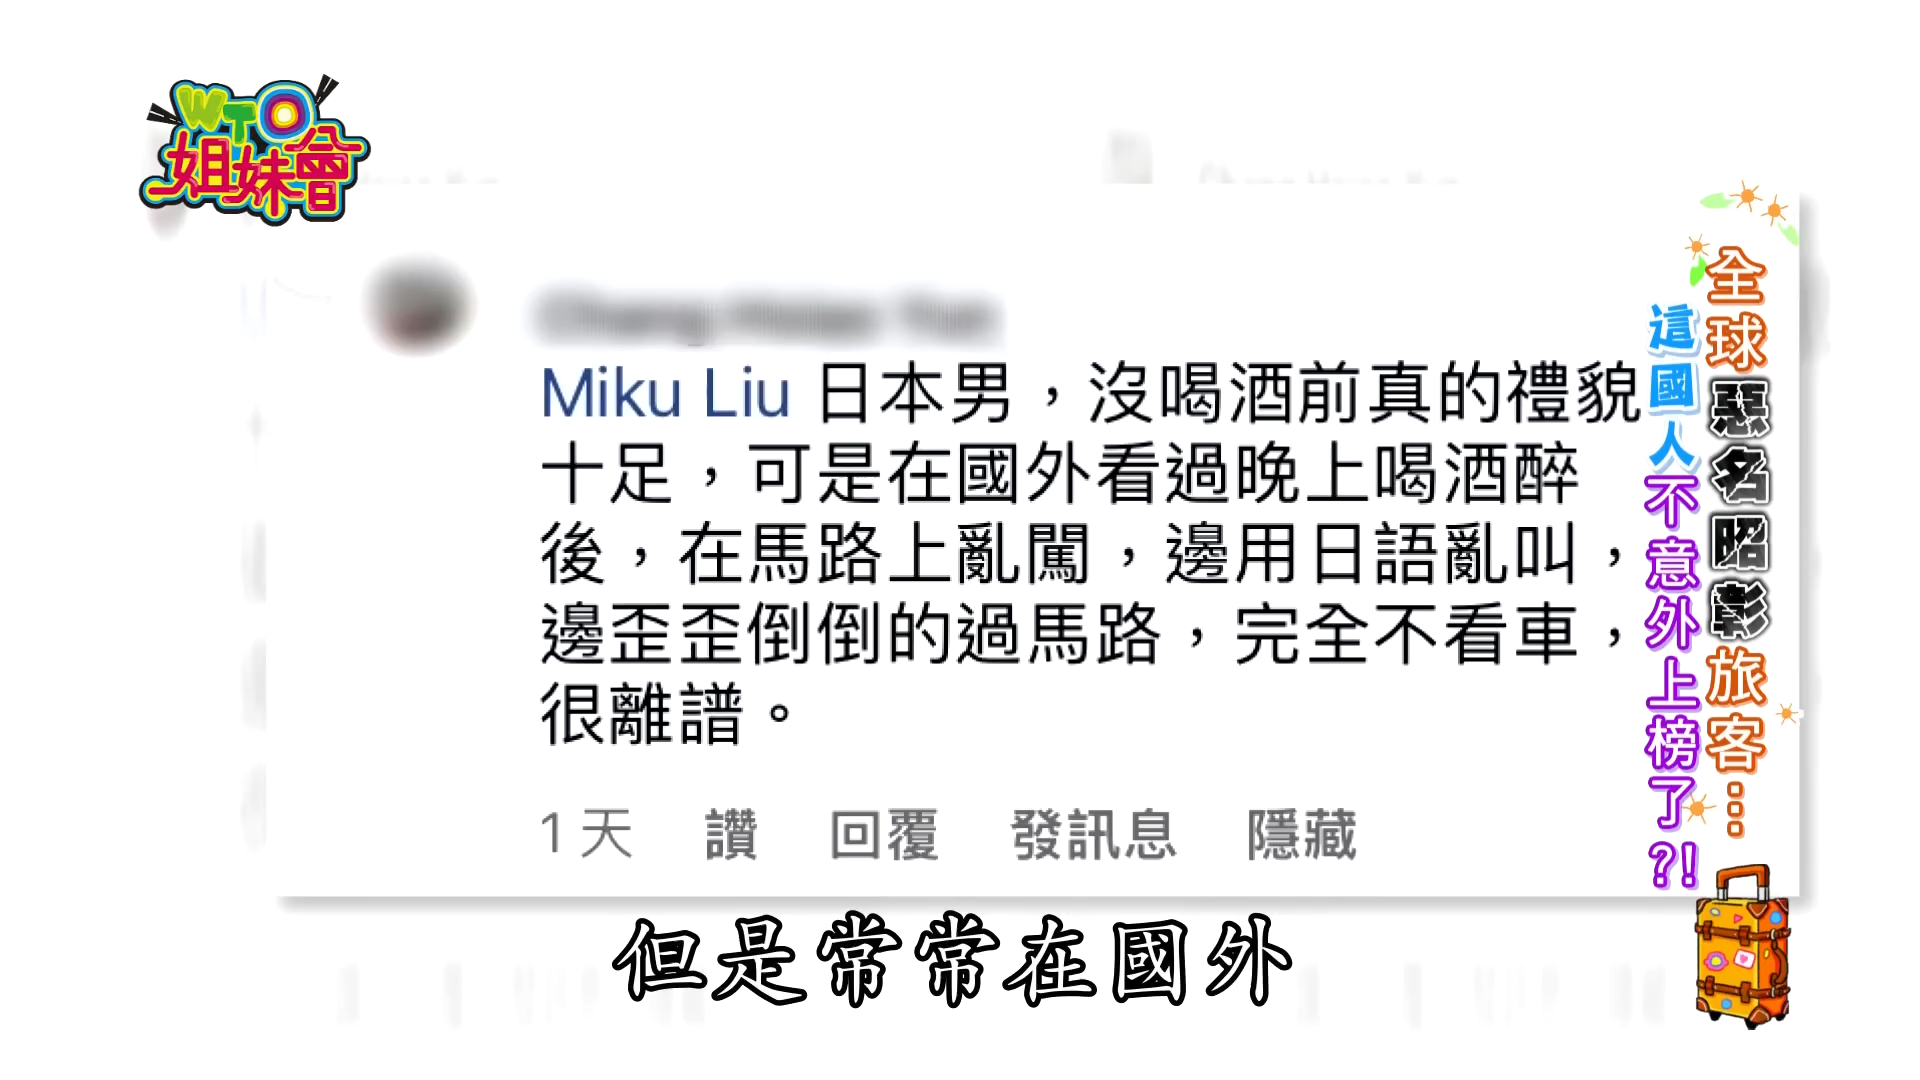 WTO
姐妹會
Miku Liu 日本男，沒喝酒前真的禮貌
十足，可是在國外看過晚上喝酒醉
後，在馬路上亂闖，邊用日語亂叫，
邊歪歪倒倒的過馬路，完全不看車，
很離譜。
1 天 讚 回覆 發訊息 隱藏
全球惡名昭彰旅客…
這國人不意外上榜了?!
但是常常在國外